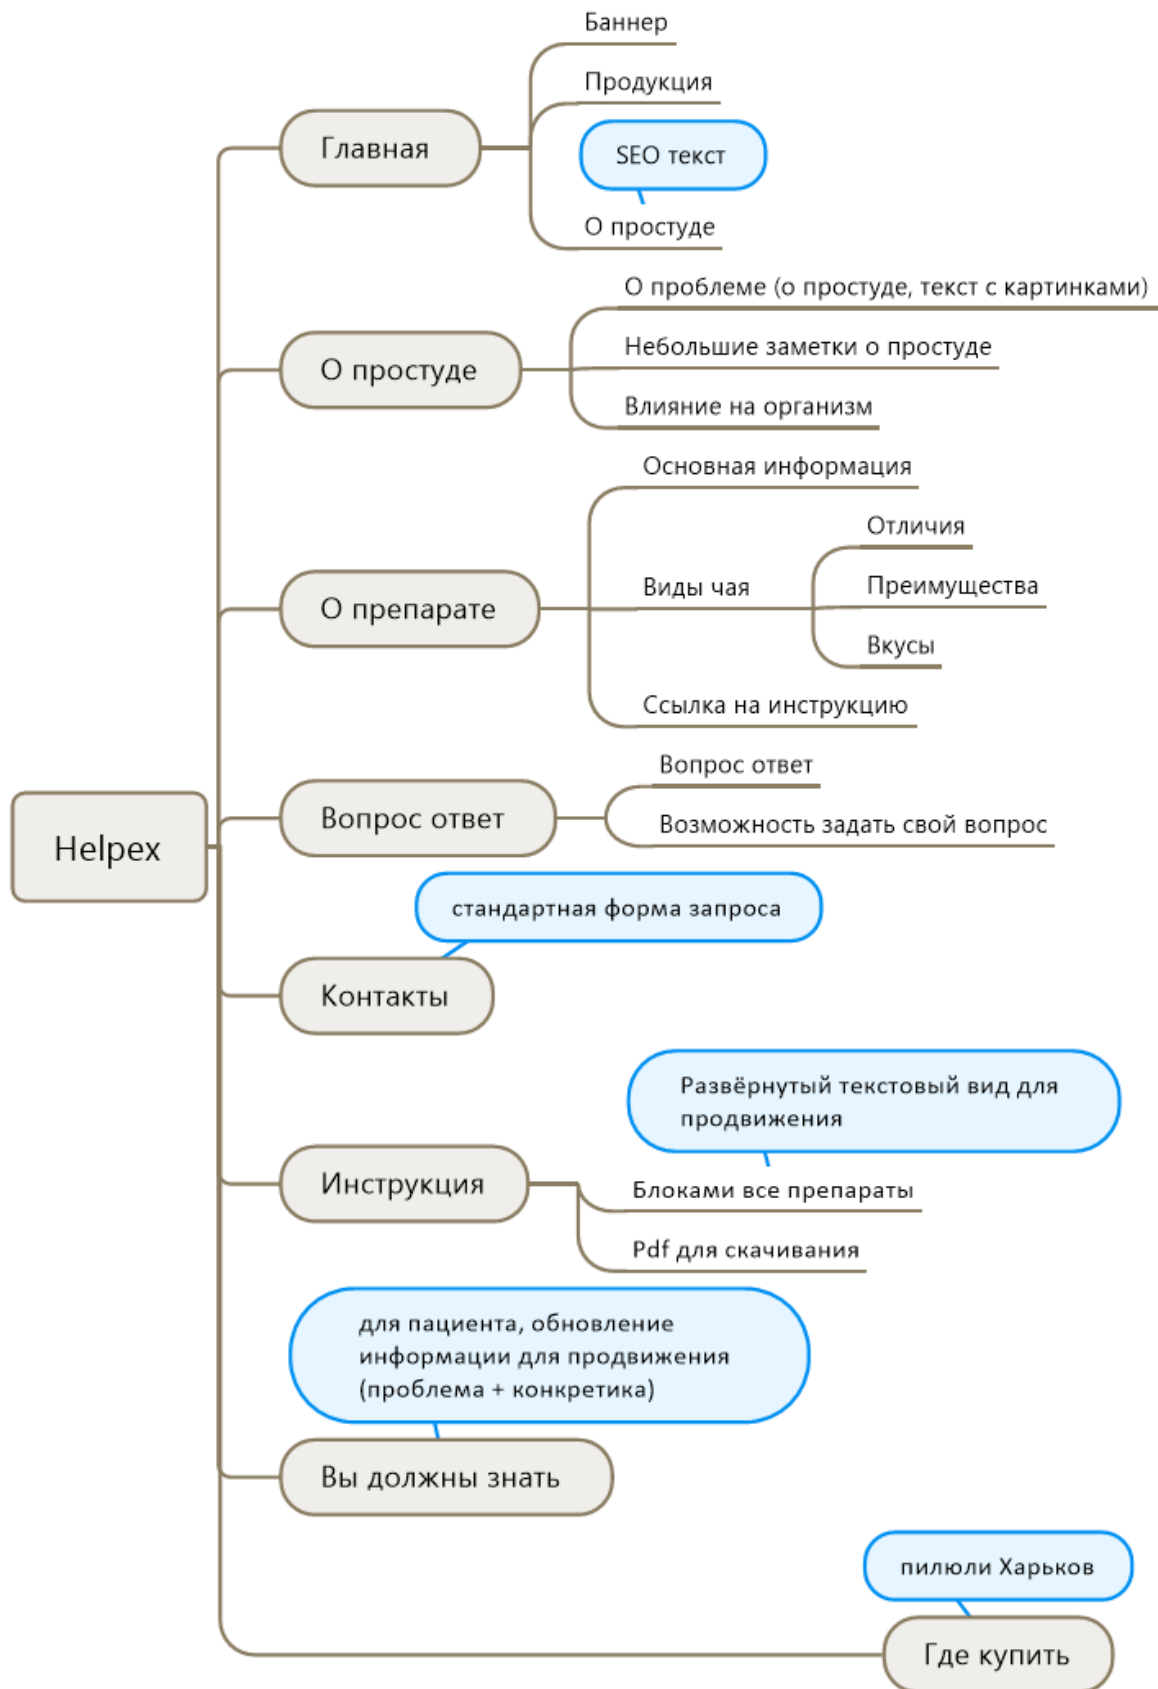 Баннер
Продукция
Главная
SEO текст
О простуде
О проблеме (о простуде, текст с картинками)
О простуде
Небольшие заметки о простуде
Влияние на организм
Основная информация
Отличия
О препарате
Виды чая
Преимущества
Вкусы
Ссылка на инструкцию
Вопрос ответ
Вопрос ответ
Возможность задать свой вопрос
Helpex
стандартная форма запроса
Контакты
Развёрнутый текстовый вид для
продвижения
Инструкция
Блоками все препараты
Pdf для скачивания
для пациента, обновление
информации для продвижения
(проблема + конкретика)
Вы должны знать
пилюли Харьков
Где купить